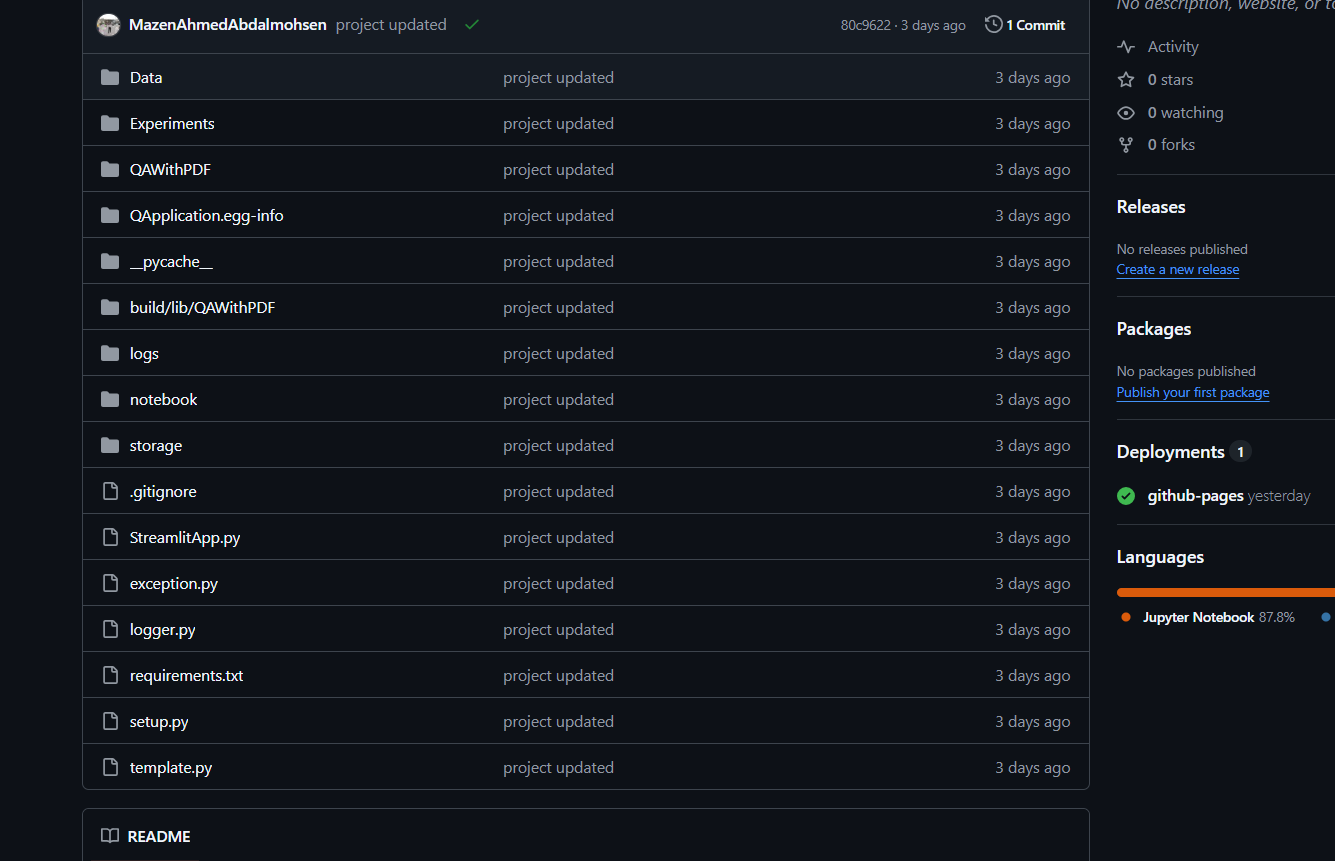 No description, website, or to
MazenAhmedAbdalmohsen project updated 80c9622 · 3 days ago 1 Commit
Data project updated 3 days ago
Experiments project updated 3 days ago
QAWithPDF project updated 3 days ago
QApplication.egg-info project updated 3 days ago
__pycache__ project updated 3 days ago
build/lib/QAWithPDF project updated 3 days ago
logs project updated 3 days ago
notebook project updated 3 days ago
storage project updated 3 days ago
.gitignore project updated 3 days ago
StreamlitApp.py project updated 3 days ago
exception.py project updated 3 days ago
logger.py project updated 3 days ago
requirements.txt project updated 3 days ago
setup.py project updated 3 days ago
template.py project updated 3 days ago
README
Activity
0 stars
0 watching
0 forks
Releases
No releases published
Create a new release
Packages
No packages published
Publish your first package
Deployments 1
github-pages yesterday
Languages
Jupyter Notebook 87.8%